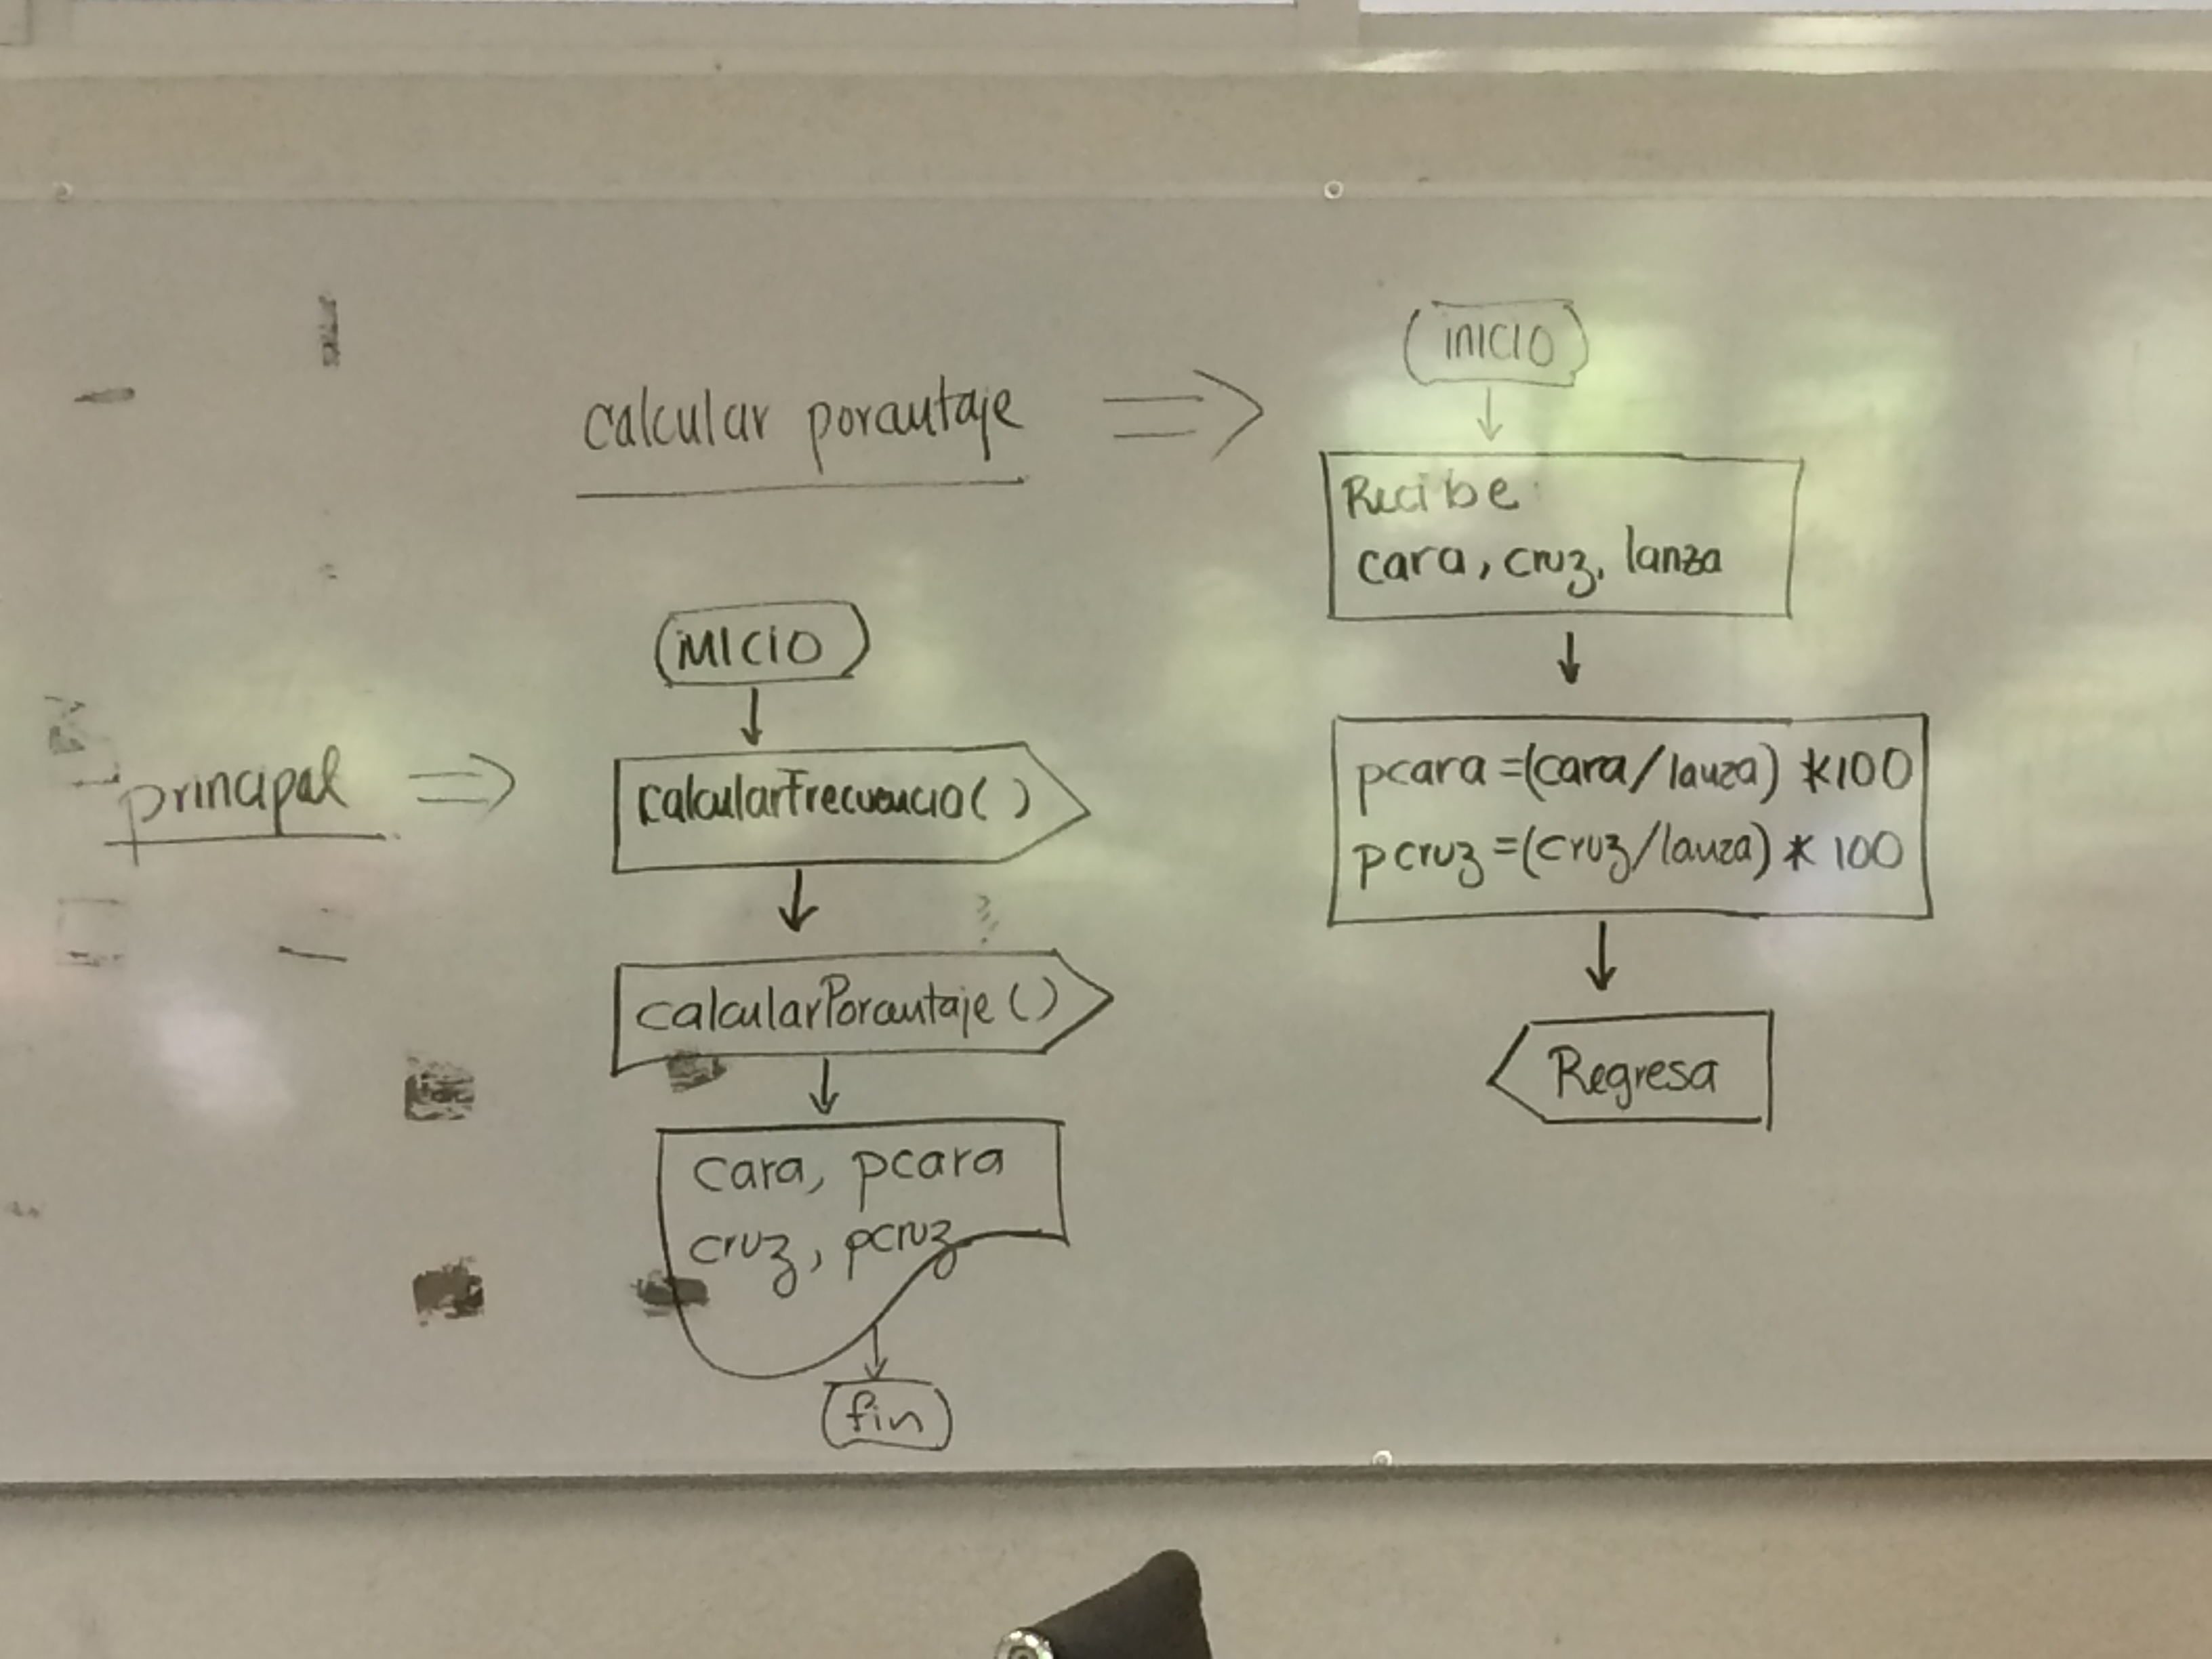 calcular porcentaje
inicio
Recibe:
cara, cruz, lanza
pcara=(cara/lanza) *100
pcruz=(cruz/lanza) * 100
Regresa
principal
inicio
calcularFrecuencia()
calcularPorcentaje()
cara, pcara
cruz, pcruz
fin